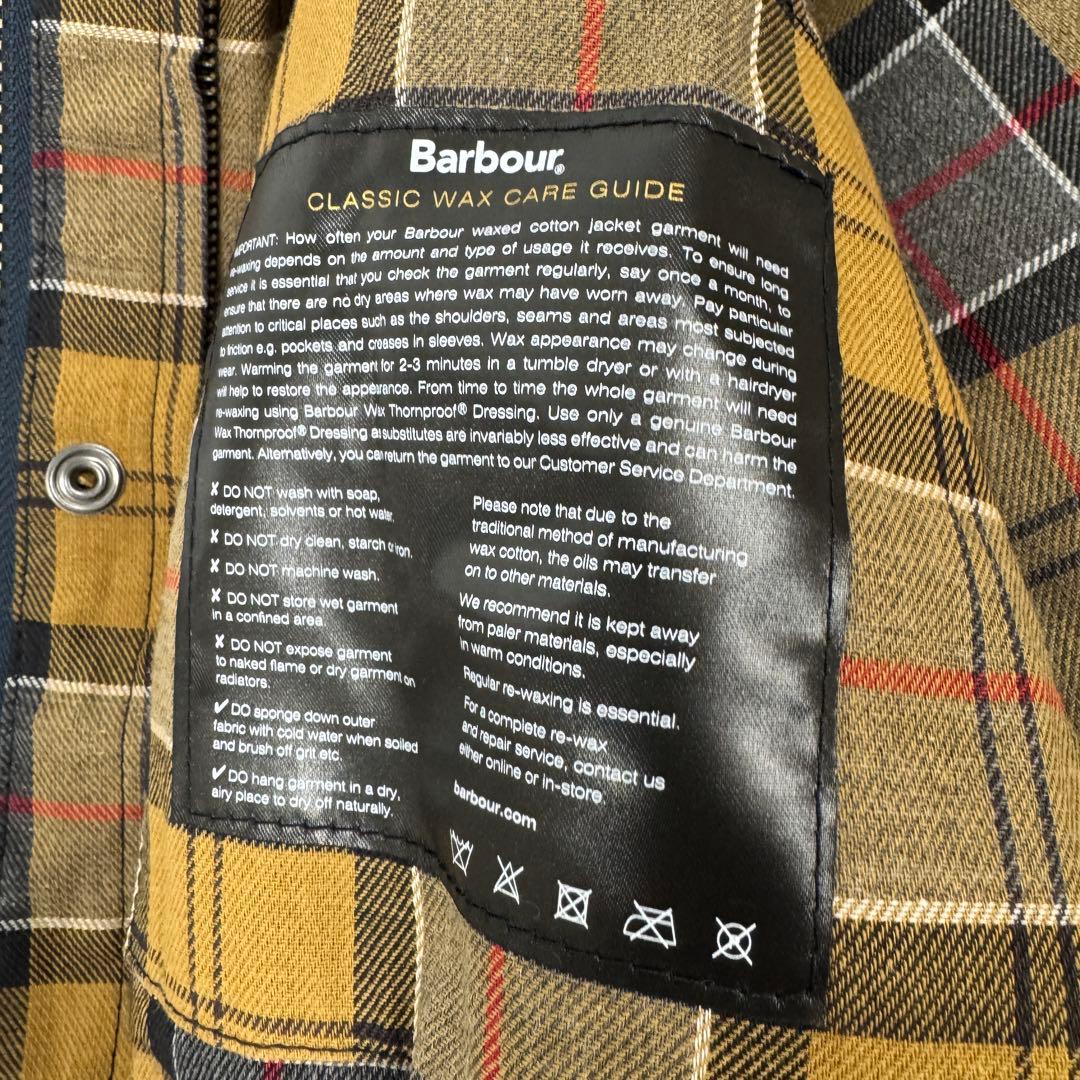 Barbour®
CLASSIC WAX CARE GUIDE
IMPORTANT: How often your Barbour waxed cotton jacket garment will need
re-waxing depends on the amount and type of usage it receives. To ensure long
service it is essential that you check the garment regularly, say once a month, to
ensure that there are no dry areas where wax may have worn away. Pay particular
attention to critical places such as the shoulders, seams and areas most subjected
to friction e.g. pockets and creases in sleeves. Wax appearance may change during
wear. Warming the garment for 2-3 minutes in a tumble dryer or with a hairdryer
will help to restore the appearance. From time to time the whole garment will need
re-waxing using Barbour Wax Thornproof® Dressing. Use only a genuine Barbour
Wax Thornproof® Dressing as substitutes are invariably less effective and can harm the
garment. Alternatively, you can return the garment to our Customer Service Department.
✗ DO NOT wash with soap,
detergent, solvents or hot water.
✗ DO NOT dry clean, starch or iron.
✗ DO NOT machine wash.
✗ DO NOT store wet garment
in a confined area.
✗ DO NOT expose garment
to naked flame or dry garment on
radiators.
✔ DO sponge down outer
fabric with cold water when soiled
and brush off grit etc.
✔ DO hang garment in a dry,
airy place to dry off naturally.
Please note that due to the
traditional method of manufacturing
wax cotton, the oils may transfer
on to other materials.
We recommend it is kept away
from paler materials, especially
in warm conditions.
Regular re-waxing is essential.
For a complete re-wax
and repair service, contact us
either online or in-store.
barbour.com